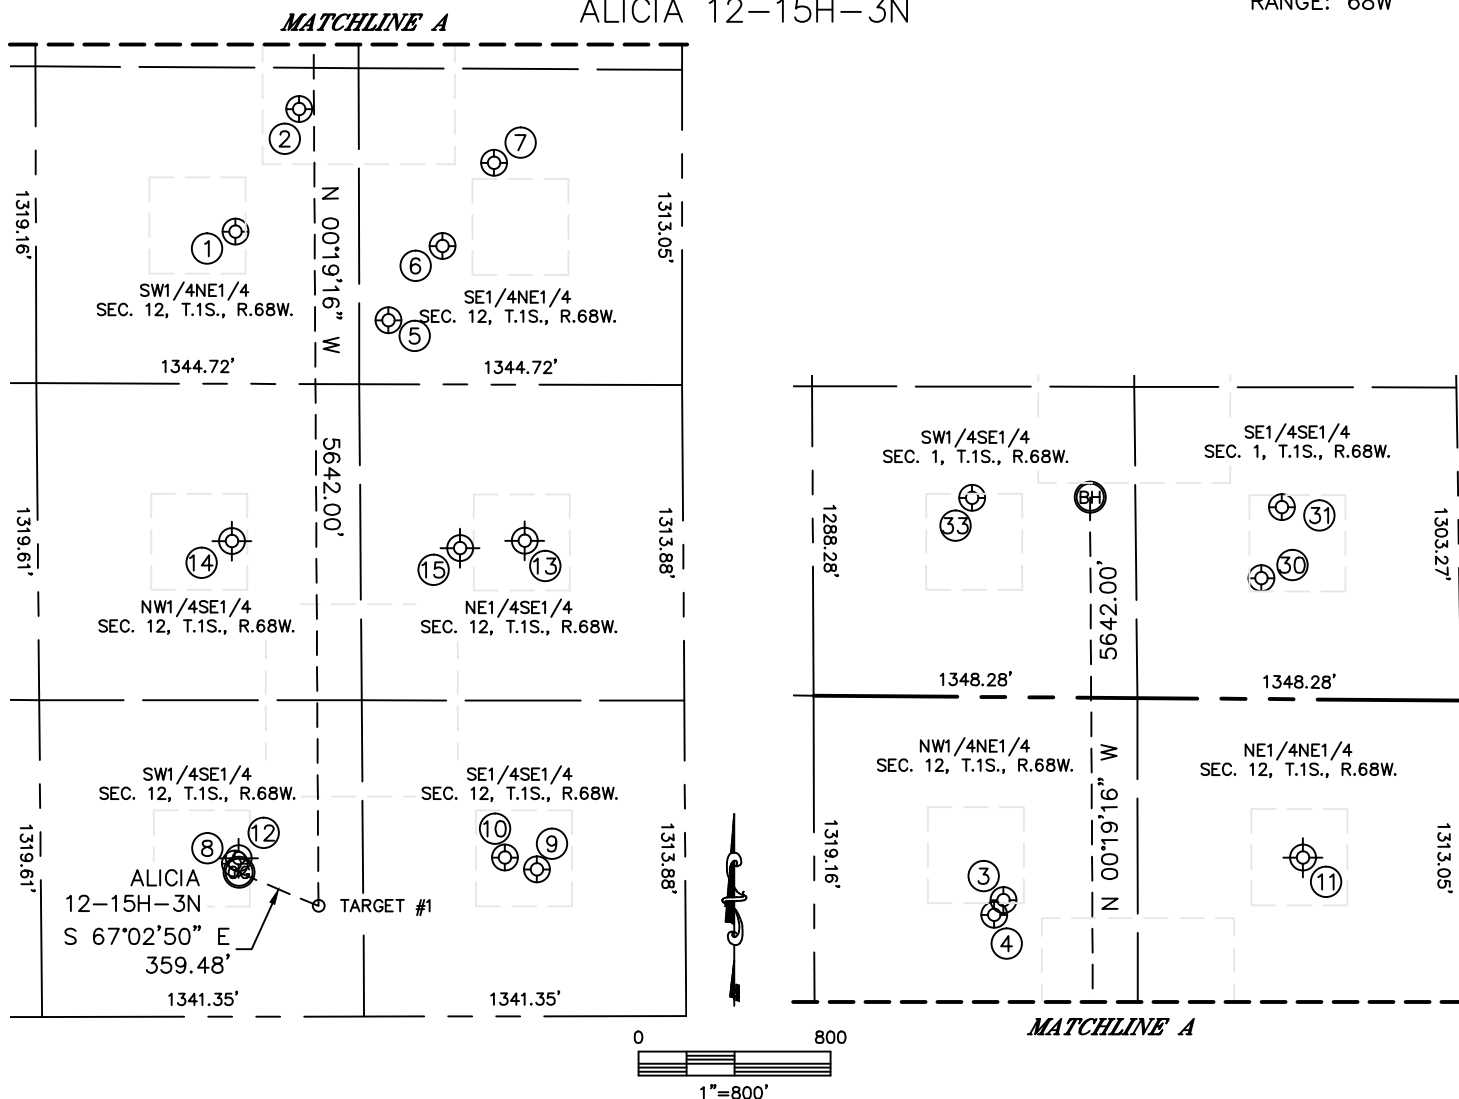 ALICIA 12-15H-3N
RANGE: 68W
MATCHLINE A
2
7
1
6
5
1319.16'
N 00°19'16" W
1313.05'
SW1/4NE1/4
SEC. 12, T.1S., R.68W.
SE1/4NE1/4
SEC. 12, T.1S., R.68W.
1344.72'
1344.72'
1319.61'
5642.00'
1313.88'
14
15
13
NW1/4SE1/4
SEC. 12, T.1S., R.68W.
NE1/4SE1/4
SEC. 12, T.1S., R.68W.
SW1/4SE1/4
SEC. 12, T.1S., R.68W.
SE1/4SE1/4
SEC. 12, T.1S., R.68W.
1319.61'
8
12
10
9
1313.88'
ALICIA
12-15H-3N
S 67°02'50" E
359.48'
TARGET #1
1341.35'
1341.35'
SW1/4SE1/4
SEC. 1, T.1S., R.68W.
SE1/4SE1/4
SEC. 1, T.1S., R.68W.
33
BH
31
30
1288.28'
5642.00'
1303.27'
1348.28'
1348.28'
NW1/4NE1/4
SEC. 12, T.1S., R.68W.
NE1/4NE1/4
SEC. 12, T.1S., R.68W.
1319.16'
N 00°19'16" W
1313.05'
3
4
11
MATCHLINE A
0
800
1"=800'